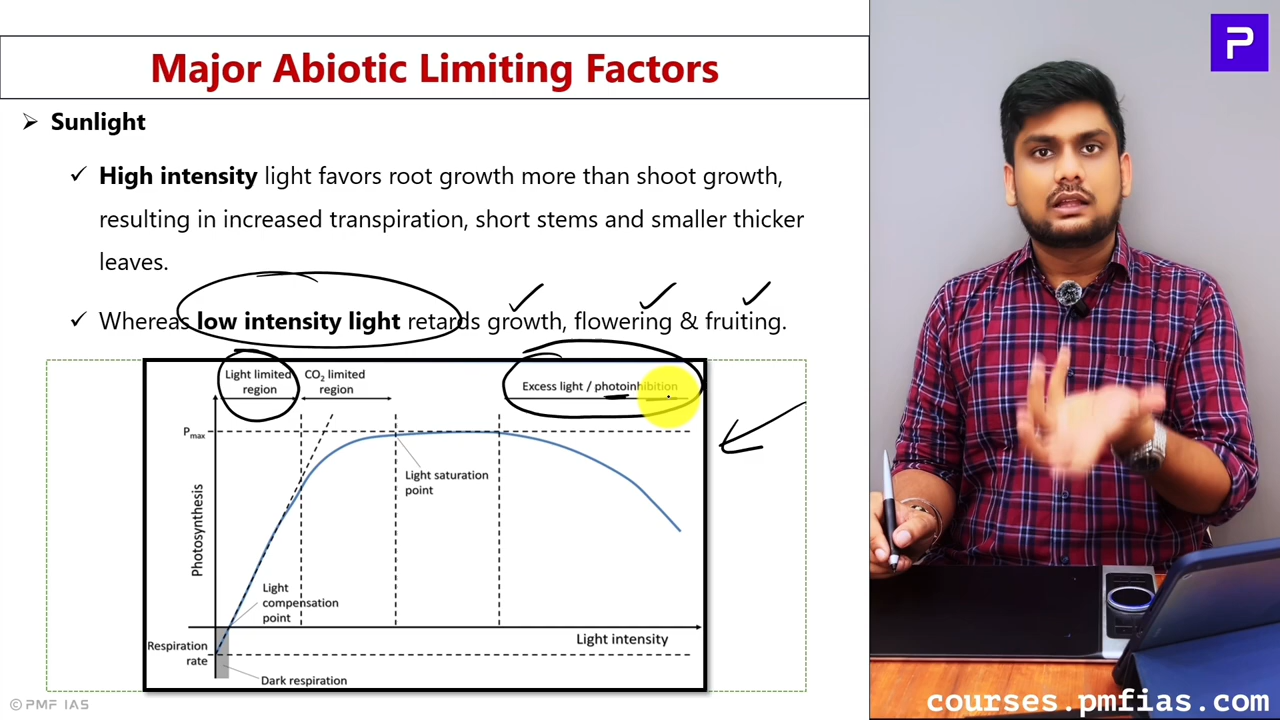 Major Abiotic Limiting Factors
➢ Sunlight
✓ High intensity light favors root growth more than shoot growth,
resulting in increased transpiration, short stems and smaller thicker
leaves.
✓ Whereas low intensity light retards growth, flowering & fruiting.
Light limited
region
CO2 limited
region
Excess light / photoinhibition
Pmax
Light saturation
point
Photosynthesis
Light
compensation
point
Light intensity
Respiration
rate
Dark respiration
© PMF IAS
P
courses.pmfias.com